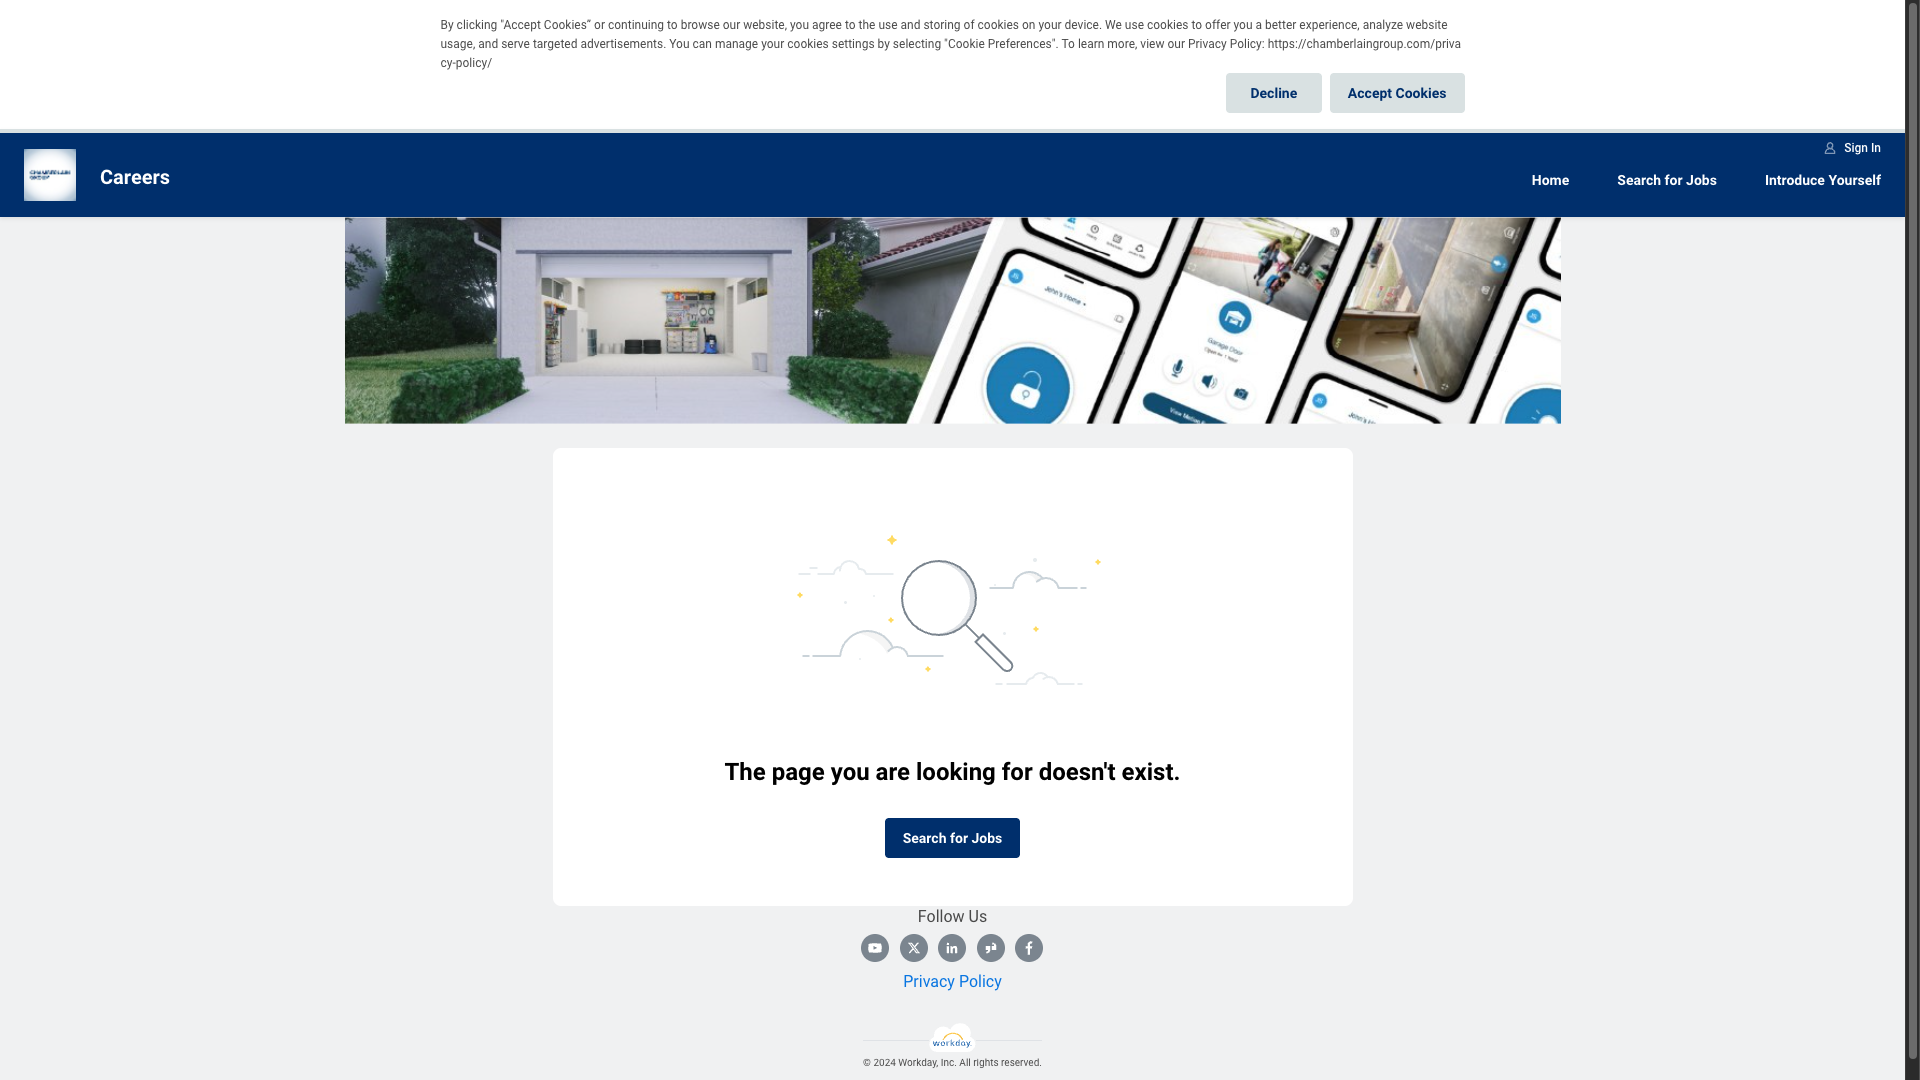 By clicking "Accept Cookies" or continuing to browse our website, you agree to the use and storing of cookies on your device. We use cookies to offer you a better experience, analyze website
usage, and serve targeted advertisements. You can manage your cookies settings by selecting "Cookie Preferences". To learn more, view our Privacy Policy: https://chamberlaingroup.com/priva
cy-policy/
Decline
Accept Cookies
Sign In
CHAMBERLAIN
GROUP
Careers
Home
Search for Jobs
Introduce Yourself
John's Home
Garage Door
The page you are looking for doesn't exist.
Search for Jobs
Follow Us
Privacy Policy
workday.
© 2024 Workday, Inc. All rights reserved.